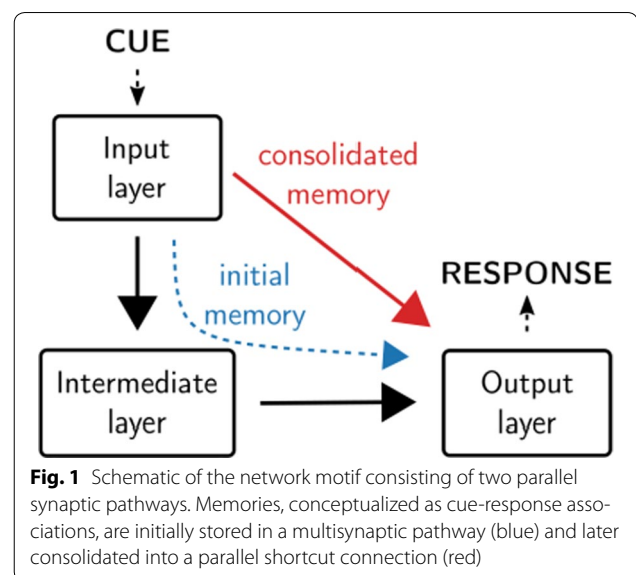 CUE
Input
layer
consolidated
memory
initial
memory
RESPONSE
Intermediate
layer
Output
layer
Fig. 1 Schematic of the network motif consisting of two parallel
synaptic pathways. Memories, conceptualized as cue-response asso-
ciations, are initially stored in a multisynaptic pathway (blue) and later
consolidated into a parallel shortcut connection (red)